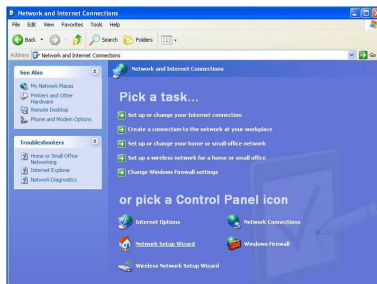 Network and Internet Connections
File Edit View Favorites Tools Help
Back Search Folders
Address Network and Internet Connections Go
See Also
My Network Places
Printers and Other
Hardware
Remote Desktop
Phone and Modem Options
Troubleshooters
Home or Small Office
Networking
Internet Explorer
Network Diagnostics
Network and Internet Connections
Pick a task...
Set up or change your Internet connection
Create a connection to the network at your workplace
Set up or change your home or small office network
Set up a wireless network for a home or small office
Change Windows Firewall settings
or pick a Control Panel icon
Internet Options Network Connections
Network Setup Wizard Windows Firewall
Wireless Network Setup Wizard